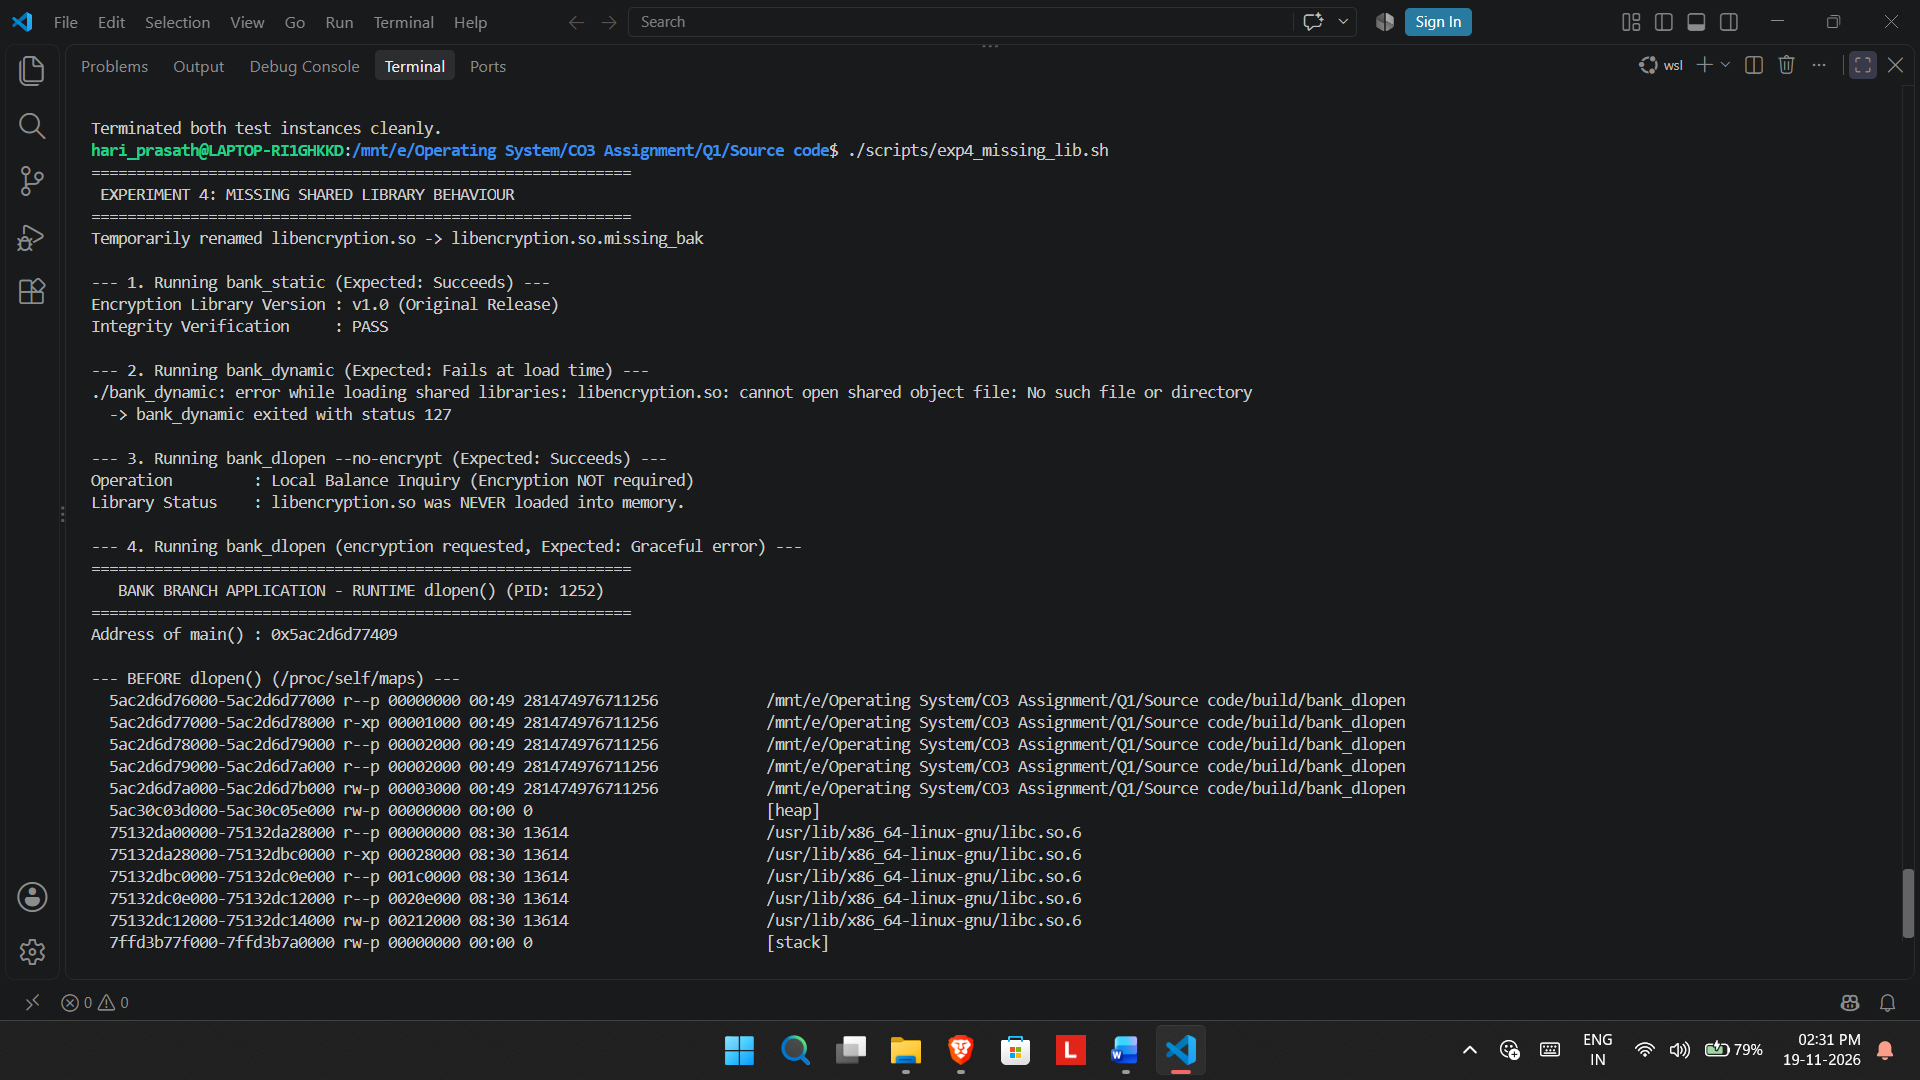 File Edit Selection View Go Run Terminal Help
Search
Sign In
Problems Output Debug Console Terminal Ports
wsl
Terminated both test instances cleanly.
hari_prasath@LAPTOP-RI1GHKKD:/mnt/e/Operating System/CO3 Assignment/Q1/Source code$ ./scripts/exp4_missing_lib.sh
============================================================
EXPERIMENT 4: MISSING SHARED LIBRARY BEHAVIOUR
============================================================
Temporarily renamed libencryption.so -> libencryption.so.missing_bak
--- 1. Running bank_static (Expected: Succeeds) ---
Encryption Library Version : v1.0 (Original Release)
Integrity Verification     : PASS
--- 2. Running bank_dynamic (Expected: Fails at load time) ---
./bank_dynamic: error while loading shared libraries: libencryption.so: cannot open shared object file: No such file or directory
-> bank_dynamic exited with status 127
--- 3. Running bank_dlopen --no-encrypt (Expected: Succeeds) ---
Operation         : Local Balance Inquiry (Encryption NOT required)
Library Status    : libencryption.so was NEVER loaded into memory.
--- 4. Running bank_dlopen (encryption requested, Expected: Graceful error) ---
============================================================
BANK BRANCH APPLICATION - RUNTIME dlopen() (PID: 1252)
============================================================
Address of main() : 0x5ac2d6d77409
--- BEFORE dlopen() (/proc/self/maps) ---
5ac2d6d76000-5ac2d6d77000 r--p 00000000 00:49 281474976711256            /mnt/e/Operating System/CO3 Assignment/Q1/Source code/build/bank_dlopen
5ac2d6d77000-5ac2d6d78000 r-xp 00001000 00:49 281474976711256            /mnt/e/Operating System/CO3 Assignment/Q1/Source code/build/bank_dlopen
5ac2d6d78000-5ac2d6d79000 r--p 00002000 00:49 281474976711256            /mnt/e/Operating System/CO3 Assignment/Q1/Source code/build/bank_dlopen
5ac2d6d79000-5ac2d6d7a000 r--p 00002000 00:49 281474976711256            /mnt/e/Operating System/CO3 Assignment/Q1/Source code/build/bank_dlopen
5ac2d6d7a000-5ac2d6d7b000 rw-p 00003000 00:49 281474976711256            /mnt/e/Operating System/CO3 Assignment/Q1/Source code/build/bank_dlopen
5ac30c03d000-5ac30c05e000 rw-p 00000000 00:00 0                          [heap]
75132da00000-75132da28000 r--p 00000000 08:30 13614                      /usr/lib/x86_64-linux-gnu/libc.so.6
75132da28000-75132dbc0000 r-xp 00028000 08:30 13614                      /usr/lib/x86_64-linux-gnu/libc.so.6
75132dbc0000-75132dc0e000 r--p 001c0000 08:30 13614                      /usr/lib/x86_64-linux-gnu/libc.so.6
75132dc0e000-75132dc12000 r--p 0020e000 08:30 13614                      /usr/lib/x86_64-linux-gnu/libc.so.6
75132dc12000-75132dc14000 rw-p 00212000 08:30 13614                      /usr/lib/x86_64-linux-gnu/libc.so.6
7ffd3b77f000-7ffd3b7a0000 rw-p 00000000 00:00 0                          [stack]
0 0
L
W
ENG
IN
79%
02:31 PM
19-11-2026